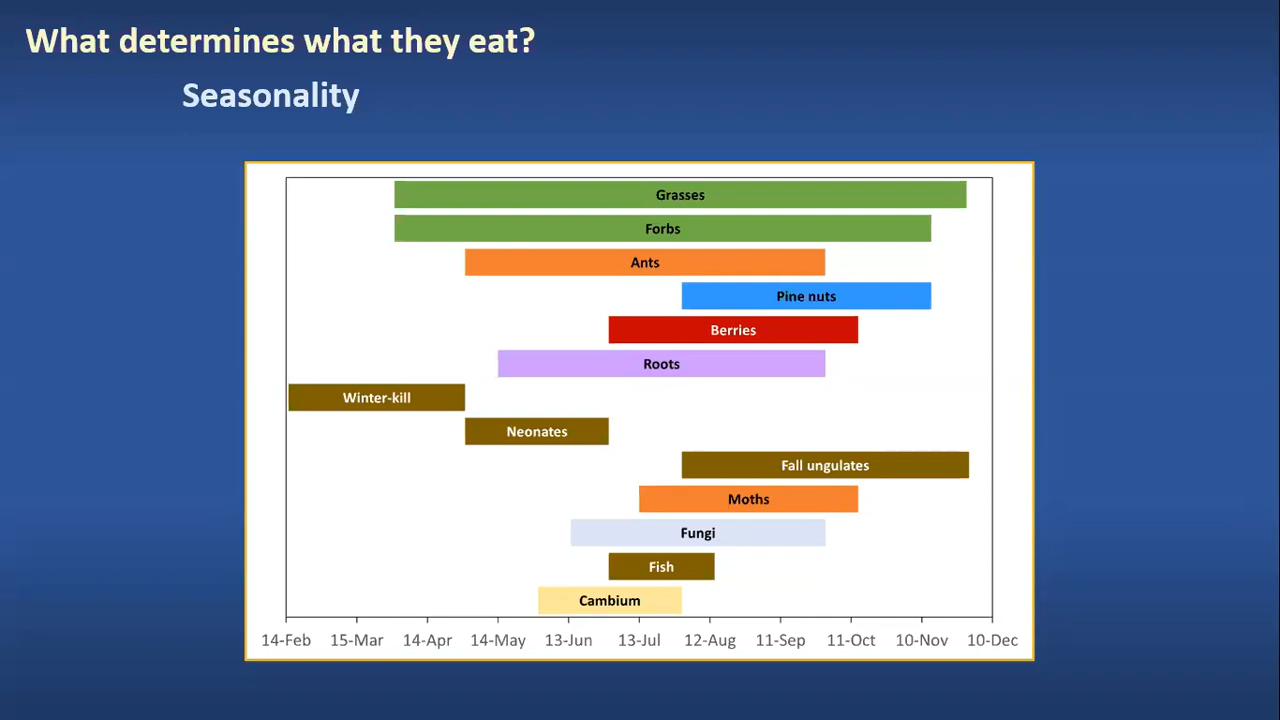 What determines what they eat?
Seasonality
Grasses
Forbs
Ants
Pine nuts
Berries
Roots
Winter-kill
Neonates
Fall ungulates
Moths
Fungi
Fish
Cambium
14-Feb 15-Mar 14-Apr 14-May 13-Jun 13-Jul 12-Aug 11-Sep 11-Oct 10-Nov 10-Dec